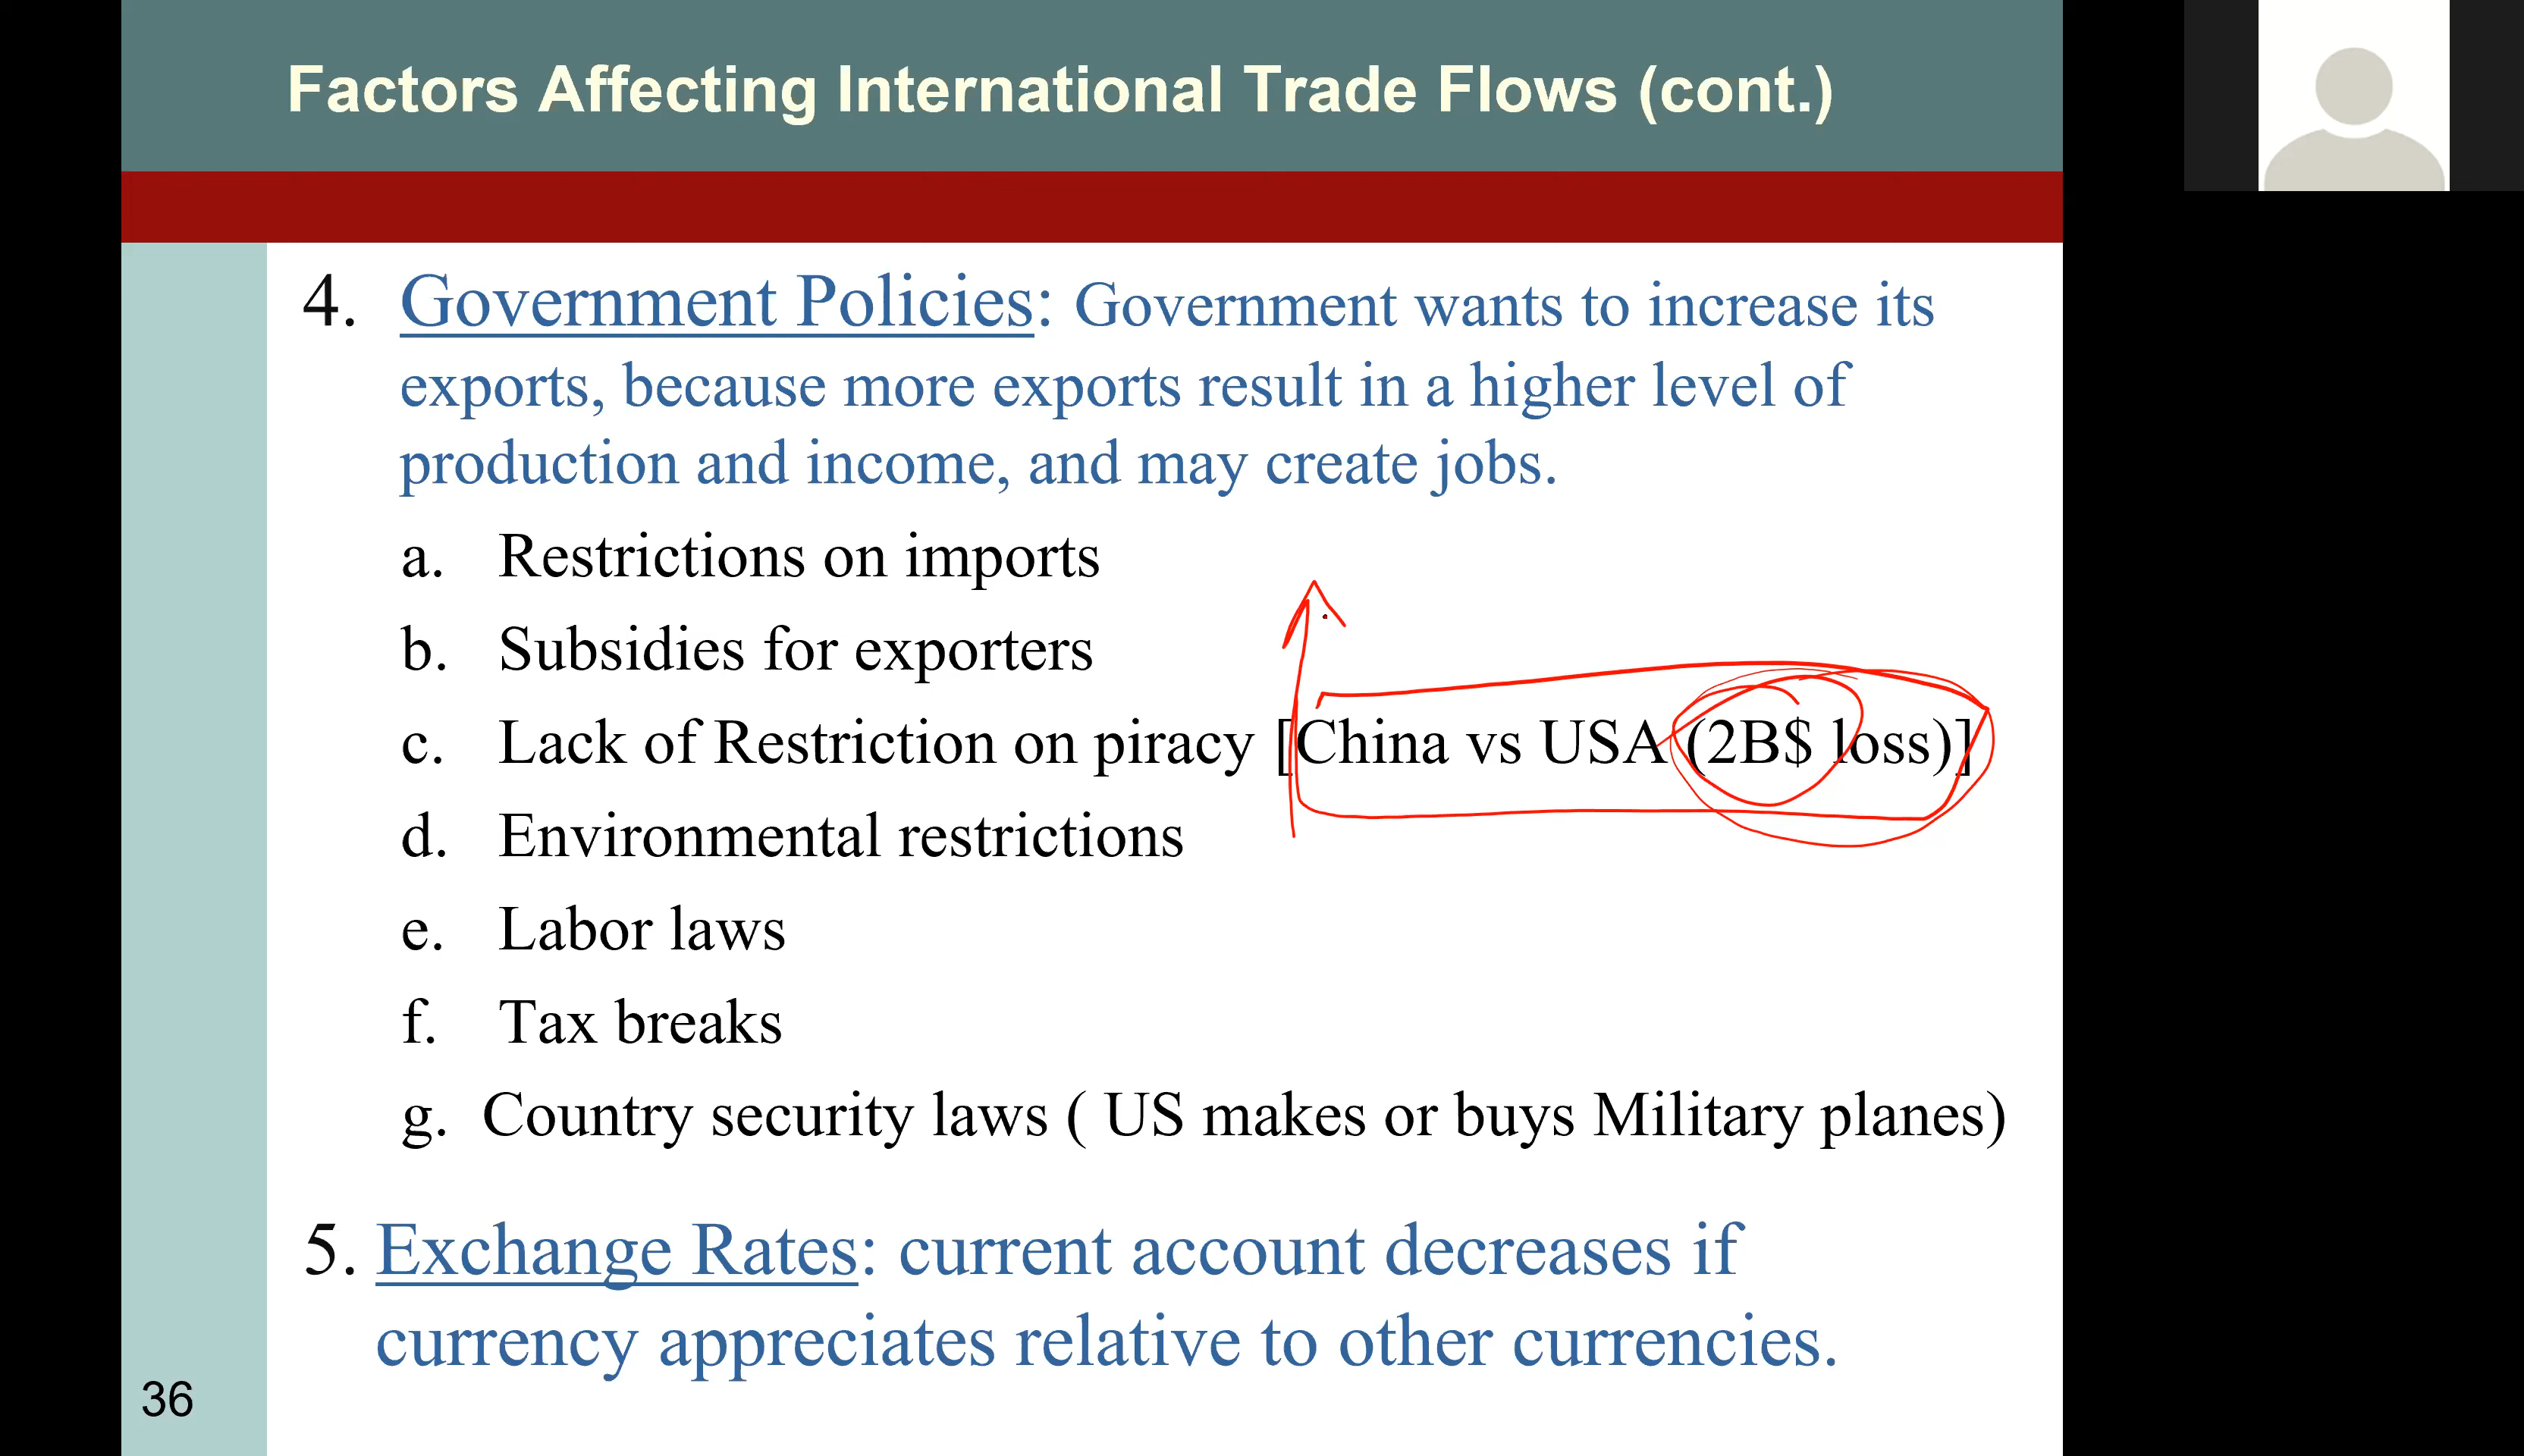 Factors Affecting International Trade Flows (cont.)
4. Government Policies: Government wants to increase its
exports, because more exports result in a higher level of
production and income, and may create jobs.
a. Restrictions on imports
b. Subsidies for exporters
c. Lack of Restriction on piracy [China vs USA (2B$ loss)]
d. Environmental restrictions
e. Labor laws
f. Tax breaks
g. Country security laws ( US makes or buys Military planes)
5. Exchange Rates: current account decreases if
currency appreciates relative to other currencies.
36